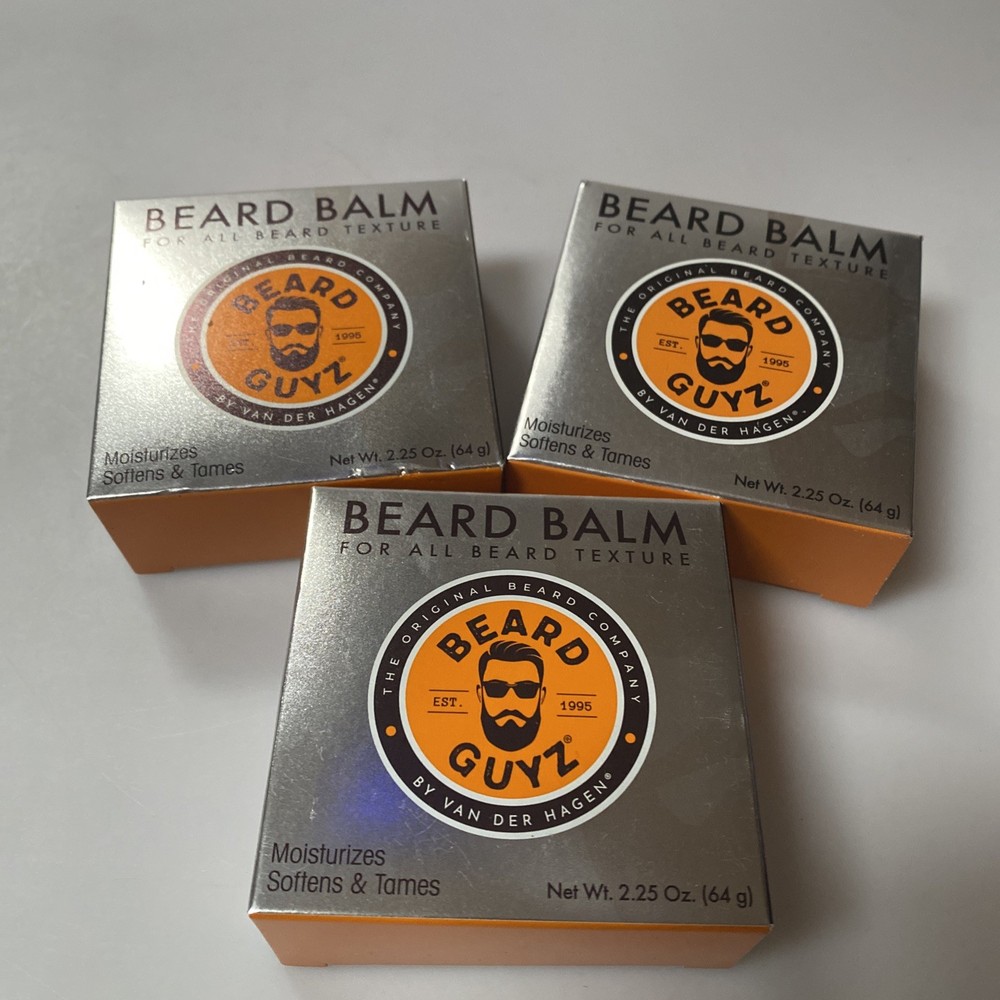 BEARD BALM
FOR ALL BEARD TEXTURE
THE ORIGINAL BEARD COMPANY
BEARD
EST. 1995
GUYZ®
BY VAN DER HAGEN®
Moisturizes
Softens & Tames
Net Wt. 2.25 Oz. (64 g)
BEARD BALM
FOR ALL BEARD TEXTURE
THE ORIGINAL BEARD COMPANY
BEARD
EST. 1995
GUYZ®
BY VAN DER HAGEN®
Moisturizes
Softens & Tames
Net Wt. 2.25 Oz. (64 g)
BEARD BALM
FOR ALL BEARD TEXTURE
THE ORIGINAL BEARD COMPANY
BEARD
EST. 1995
GUYZ®
BY VAN DER HAGEN®
Moisturizes
Softens & Tames
Net Wt. 2.25 Oz. (64 g)